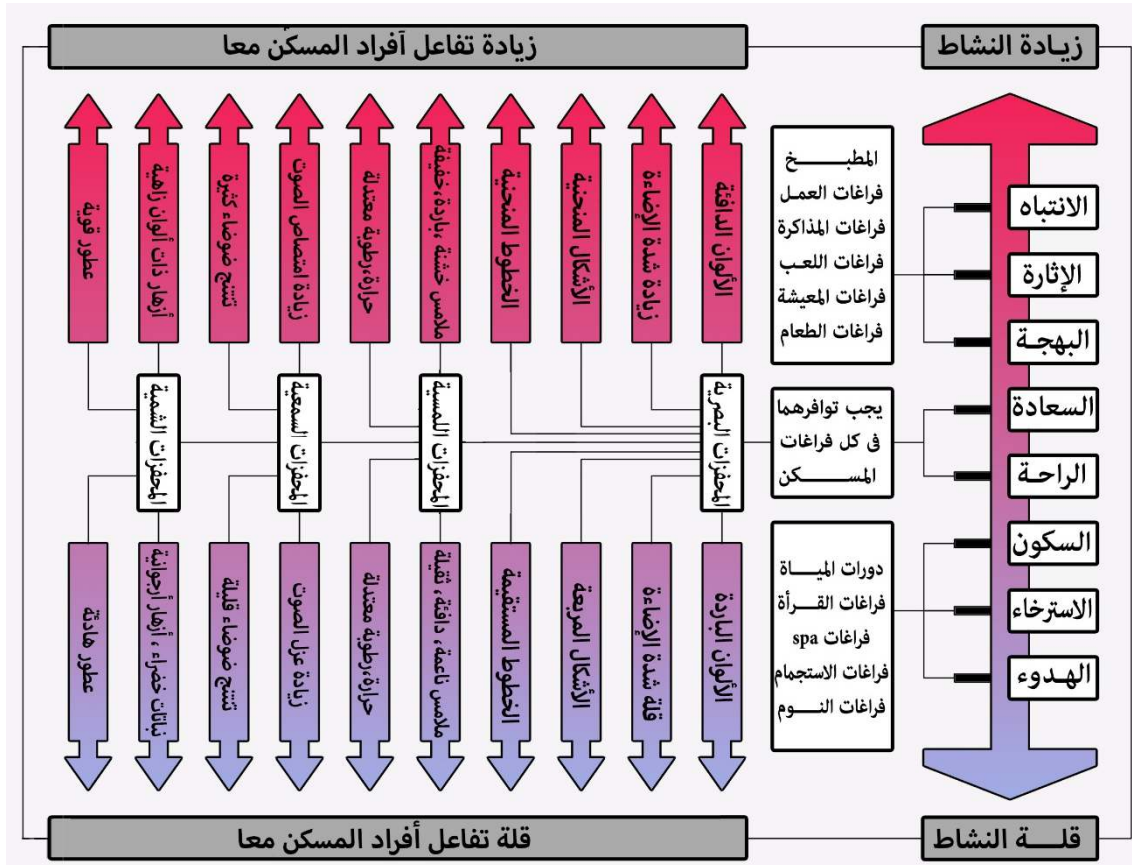 زيادة النشاط
زيادة تفاعل أفراد المسكن معا
الانتباه
الإثارة
البهجة
السعادة
الراحة
السكون
الاسترخاء
الهدوء
المطبخ
فراغات العمل
فراغات المذاكرة
فراغات اللعب
فراغات المعيشة
فراغات الطعام
يجب توافرهما
فى كل فراغات
المسكن
دورات المياة
فراغات القرأة
فراغات spa
فراغات الاستجمام
فراغات النوم
الألوان الدافئة
زيادة شدة الإضاءة
الأشكال المنحنية
الخطوط المنحنية
ملامس خشنة ،باردة،خفيفة
حرارة،رطوبة معتدلة
زيادة امتصاص الصوت
تنتج ضوضاء كثيرة
أزهار ذات ألوان زاهية
عطور قوية
المحفزات البصرية
المحفزات اللمسية
المحفزات السمعية
المحفزات الشمية
الألوان الباردة
قلة شدة الإضاءة
الأشكال المربعة
الخطوط المستقيمة
ملامس ناعمة، دافئة، ثقيلة
حرارة،رطوبة معتدلة
زيادة عزل الصوت
تنتج ضوضاء قليلة
نباتات خضراء ، أزهار أرجوانية
عطور هادئة
قلة النشاط
قلة تفاعل أفراد المسكن معا